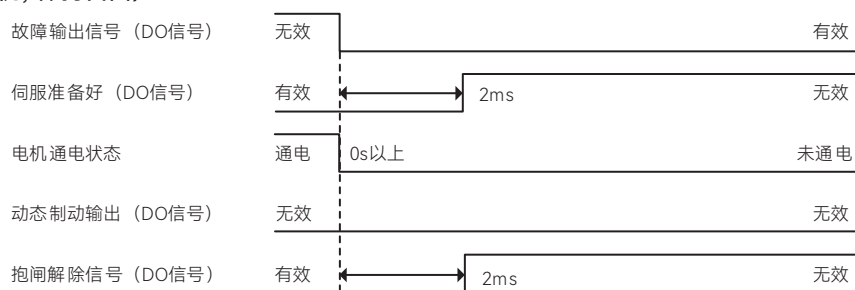 故障输出信号（DO信号） 无效 有效
伺服准备好（DO信号） 有效 2ms 无效
电机通电状态 通电 0s以上 未通电
动态制动输出（DO信号） 无效 无效
抱闸解除信号（DO信号） 有效 2ms 无效